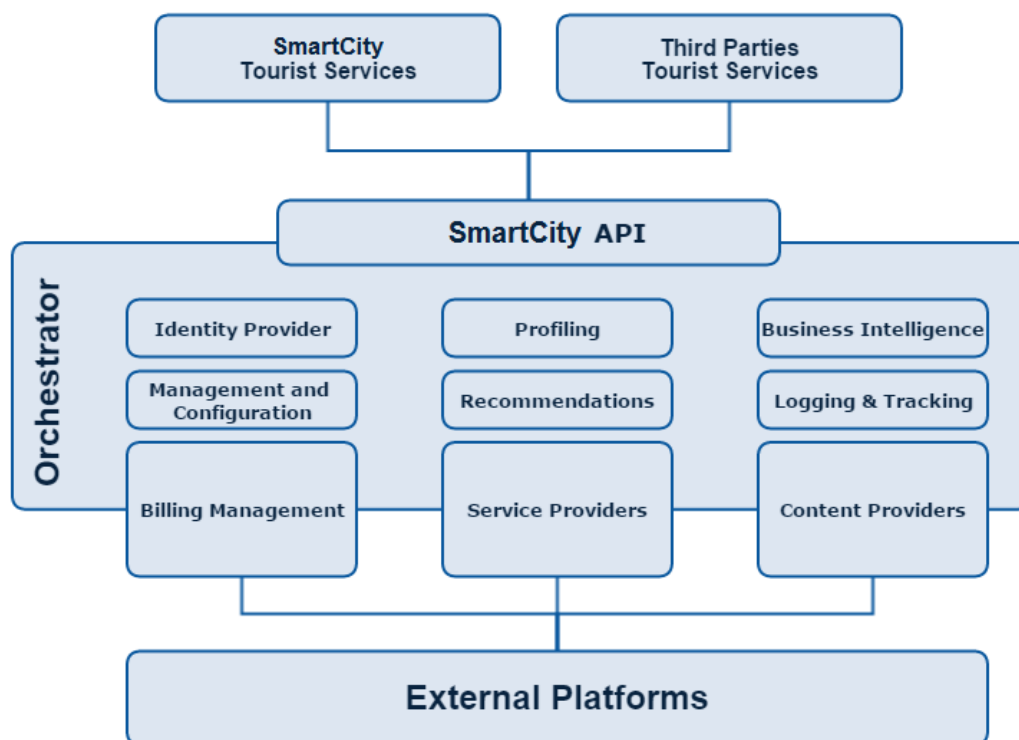 SmartCity
Tourist Services
Third Parties
Tourist Services
SmartCity API
Orchestrator
Identity Provider
Profiling
Business Intelligence
Management and
Configuration
Recommendations
Logging & Tracking
Billing Management
Service Providers
Content Providers
External Platforms